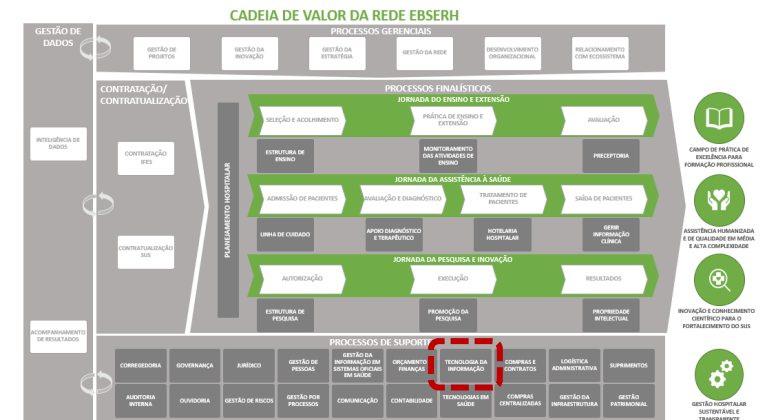 CADEIA DE VALOR DA REDE EBSERH
GESTÃO DE
DADOS
INTELIGÊNCIA DE
DADOS
ACOMPANHAMENTO
DE RESULTADOS
PROCESSOS GERENCIAIS
GESTÃO DE
PROJETOS
GESTÃO DA
INOVAÇÃO
GESTÃO DA
ESTRATÉGIA
GESTÃO DA REDE
DESENVOLVIMENTO
ORGANIZACIONAL
RELACIONAMENTO
COM ECOSSISTEMA
CONTRATAÇÃO/
CONTRATUALIZAÇÃO
CONTRATAÇÃO
IFES
CONTRATUALIZAÇÃO
SUS
PLANEJAMENTO HOSPITALAR
PROCESSOS FINALÍSTICOS
JORNADA DO ENSINO E EXTENSÃO
SELEÇÃO E ACOLHIMENTO
PRÁTICA DE ENSINO E
EXTENSÃO
AVALIAÇÃO
ESTRUTURA DE
ENSINO
MONITORAMENTO
DAS ATIVIDADES DE
ENSINO
PRECEPTORIA
JORNADA DA ASSISTÊNCIA À SAÚDE
ADMISSÃO DE PACIENTES
AVALIAÇÃO E DIAGNÓSTICO
TRATAMENTO DE
PACIENTES
SAÍDA DE PACIENTES
LINHA DE CUIDADO
APOIO DIAGNÓSTICO
E TERAPÊUTICO
HOTELARIA
HOSPITALAR
GERIR
INFORMAÇÃO
CLÍNICA
JORNADA DA PESQUISA E INOVAÇÃO
AUTORIZAÇÃO
EXECUÇÃO
RESULTADOS
ESTRUTURA DE
PESQUISA
PROMOÇÃO DA
PESQUISA
PROPRIEDADE
INTELECTUAL
CAMPO DE PRÁTICA DE
EXCELÊNCIA PARA
FORMAÇÃO PROFISSIONAL
ASSISTÊNCIA HUMANIZADA
E DE QUALIDADE EM MÉDIA
E ALTA COMPLEXIDADE
INOVAÇÃO E CONHECIMENTO
CIENTÍFICO PARA O
FORTALECIMENTO DO SUS
GESTÃO HOSPITALAR
SUSTENTÁVEL E
TRANSPARENTE
PROCESSOS DE SUPORTE
CORREGEDORIA
GOVERNANÇA
JURÍDICO
GESTÃO DE
PESSOAS
GESTÃO DA
INFORMAÇÃO EM
SISTEMAS OFICIAIS
EM SAÚDE
ORÇAMENTO
FINANÇAS
TECNOLOGIA DA
INFORMAÇÃO
COMPRAS E
CONTRATOS
LOGÍSTICA
ADMINISTRATIVA
SUPRIMENTOS
AUDITORIA
INTERNA
OUVIDORIA
GESTÃO DE RISCOS
GESTÃO POR
PROCESSOS
COMUNICAÇÃO
CONTABILIDADE
TECNOLOGIAS EM
SAÚDE
COMPRAS
CENTRALIZADAS
GESTÃO DA
INFRAESTRUTURA
GESTÃO
PATRIMONIAL